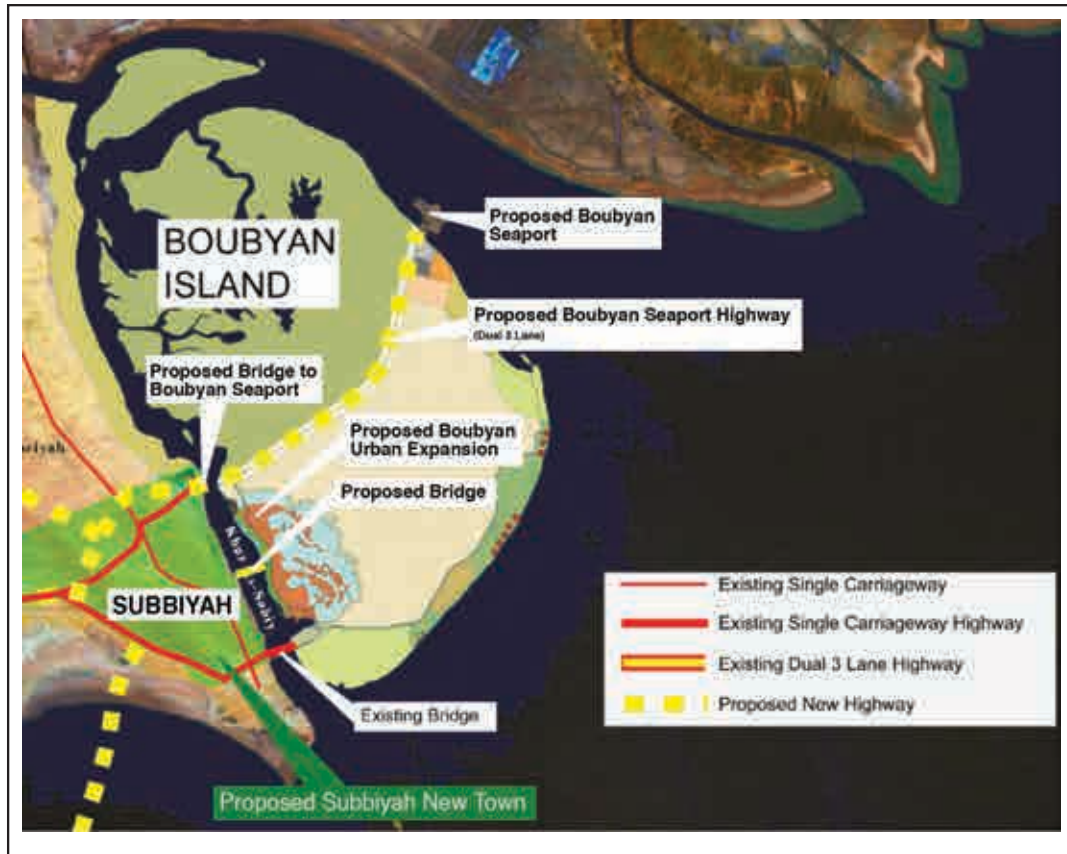 Proposed Boubyan
Seaport
BOUBYAN
ISLAND
Proposed Boubyan Seaport Highway
(Dual 3 Lane)
Proposed Bridge to
Boubyan Seaport
Proposed Boubyan
Urban Expansion
Proposed Bridge
SUBBIYAH
Existing Bridge
Proposed Subbiyah New Town
Existing Single Carriageway
Existing Single Carriageway Highway
Existing Dual 3 Lane Highway
Proposed New Highway